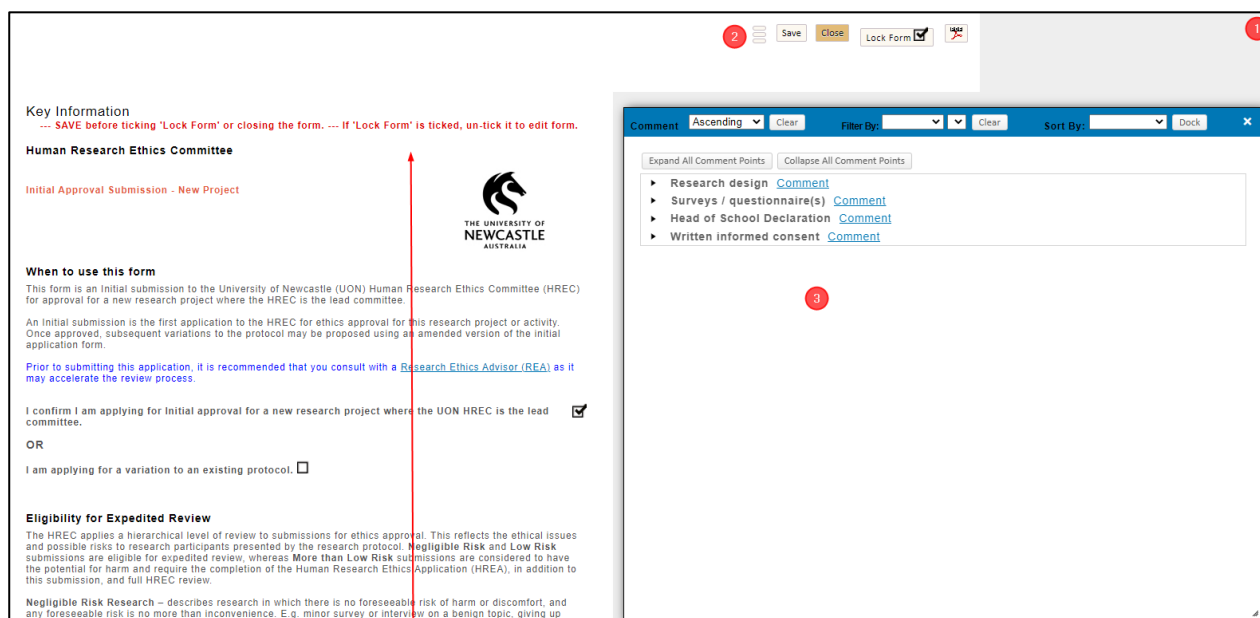 1
2 Save Close Lock Form
Key Information
--- SAVE before ticking 'Lock Form' or closing the form. --- If 'Lock Form' is ticked, un-tick it to edit form.
Human Research Ethics Committee
Initial Approval Submission - New Project
THE UNIVERSITY OF
NEWCASTLE
AUSTRALIA
When to use this form
This form is an Initial submission to the University of Newcastle (UON) Human Research Ethics Committee (HREC)
for approval for a new research project where the HREC is the lead committee.
An Initial submission is the first application to the HREC for ethics approval for this research project or activity.
Once approved, subsequent variations to the protocol may be proposed using an amended version of the initial
application form.
Prior to submitting this application, it is recommended that you consult with a Research Ethics Advisor (REA) as it
may accelerate the review process.
I confirm I am applying for Initial approval for a new research project where the UON HREC is the lead
committee.
OR
I am applying for a variation to an existing protocol.
Eligibility for Expedited Review
The HREC applies a hierarchical level of review to submissions for ethics approval. This reflects the ethical issues
and possible risks to research participants presented by the research protocol. Negligible Risk and Low Risk
submissions are eligible for expedited review, whereas More than Low Risk submissions are considered to have
the potential for harm and require the completion of the Human Research Ethics Application (HREA), in addition to
this submission, and full HREC review.
Negligible Risk Research – describes research in which there is no foreseeable risk of harm or discomfort, and
any foreseeable risk is no more than inconvenience. E.g. minor survey or interview on a benign topic, giving up
Comment Ascending Clear Filter By: Clear Sort By: Dock ×
Expand All Comment Points Collapse All Comment Points
Research design Comment
Surveys / questionnaire(s) Comment
Head of School Declaration Comment
Written informed consent Comment
3